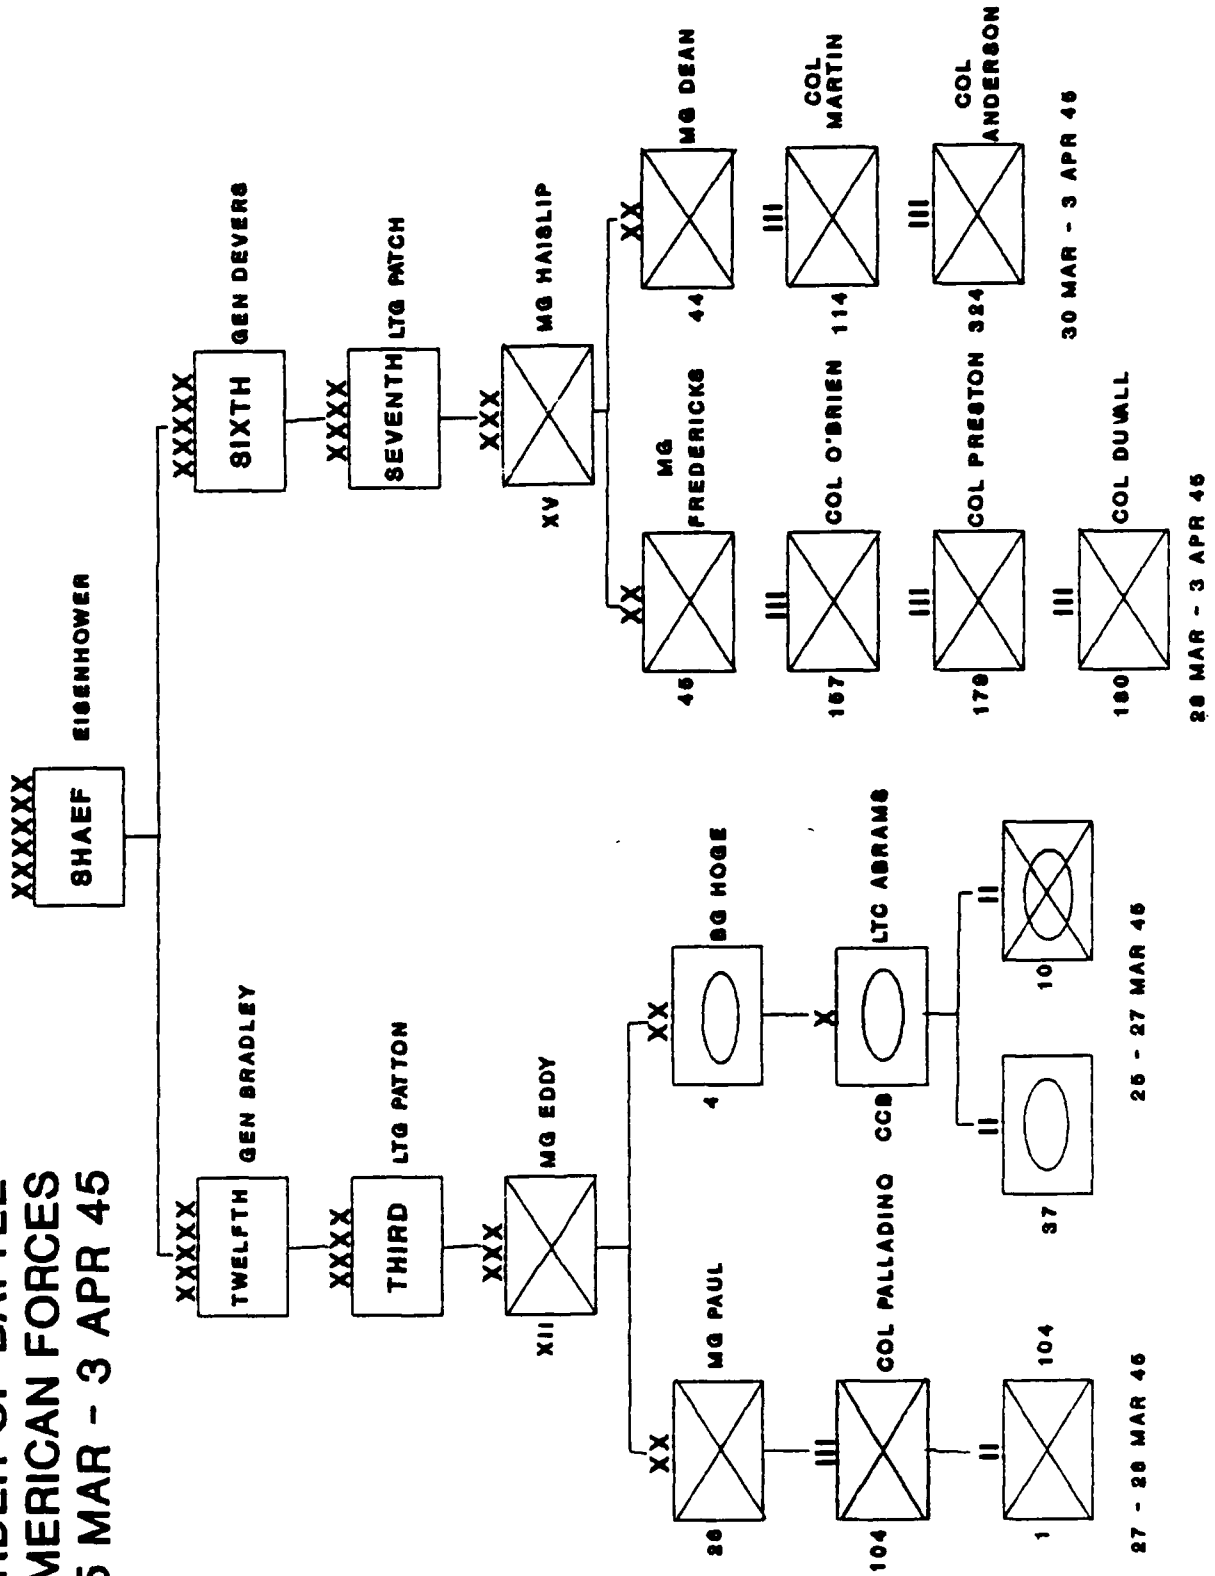 AMERICAN FORCES
MAR - 3 APR 45
XXXXXX
SHAEF
EISENHOWER
XXXXX
TWELFTH
GEN BRADLEY
XXXXX
SIXTH
GEN DEVERS
XXXX
THIRD
LTG PATTON
XXXX
SEVENTH
LTG PATCH
XXX
XII
MG EDDY
XXX
XV
MG HAISLIP
XX
26
MG PAUL
XX
4
BG HOGE
XX
45
MG
FREDERICKS
XX
44
MG DEAN
III
104
COL PALLADINO
X
CCB
LTC ABRAMS
III
157
COL O'BRIEN
III
114
COL
MARTIN
II
1
104
II
37
II
10
III
179
COL PRESTON
III
324
COL
ANDERSON
III
180
COL DUVALL
27 - 28 MAR 45
25 - 27 MAR 45
28 MAR - 3 APR 45
30 MAR - 3 APR 45